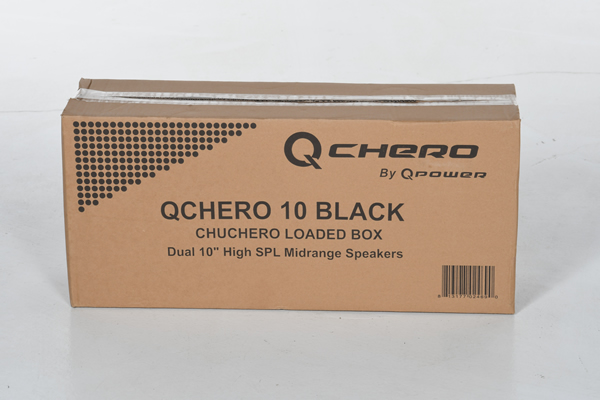 QCHERO
By QPOWER
QCHERO 10 BLACK
CHUCHERO LOADED BOX
Dual 10" High SPL Midrange Speakers